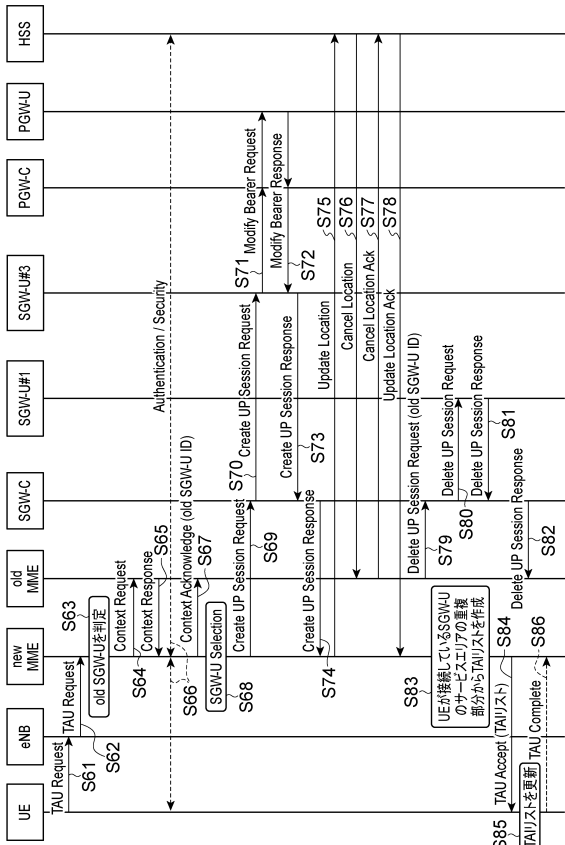 UE
eNB
new
MME
old
MME
SGW-C
SGW-U#1
SGW-U#3
PGW-C
PGW-U
HSS
TAU Request
S61
TAU Request
S62
S63
old SGW-Uを判定
Context Request
S64
Context Response
S65
Authentication / Security
S66
Context Acknowledge (old SGW-U ID)
S67
SGW-U Selection
S68
Create UP Session Request
S69
Create UP Session Request
S70
Modify Bearer Request
S71
Modify Bearer Response
S72
Create UP Session Response
S73
Create UP Session Response
S74
Update Location
S75
Cancel Location
S76
Cancel Location Ack
S77
Update Location Ack
S78
Delete UP Session Request (old SGW-U ID)
S79
Delete UP Session Request
S80
Delete UP Session Response
S81
Delete UP Session Response
S82
S83
UEが接続しているSGW-U
のサービスエリアの重複
部分からTAIリストを作成
TAU Accept (TAIリスト)
S84
S85
TAIリストを更新
TAU Complete
S86